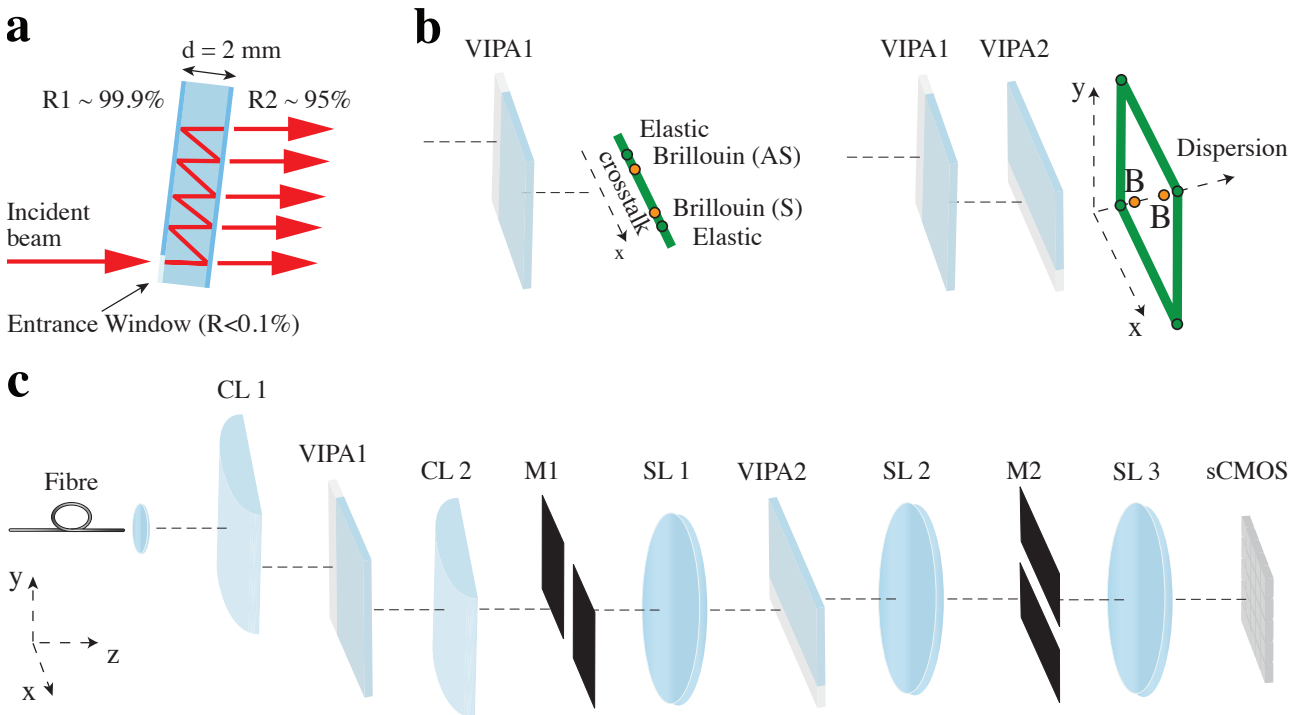 a
d = 2 mm
R1 ~ 99.9%
R2 ~ 95%
Incident
beam
Entrance Window (R<0.1%)
b
VIPA1
Elastic
Brillouin (AS)
crosstalk
Brillouin (S)
Elastic
x
VIPA1
VIPA2
y
Dispersion
B
B
x
c
CL 1
VIPA1
CL 2
M1
SL 1
VIPA2
SL 2
M2
SL 3
sCMOS
Fibre
y
z
x